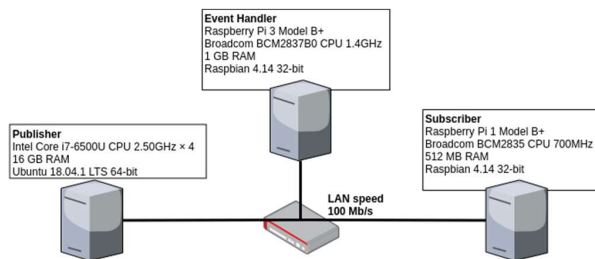 Event Handler
Raspberry Pi 3 Model B+
Broadcom BCM2837B0 CPU 1.4GHz
1 GB RAM
Raspbian 4.14 32-bit
Publisher
Intel Core i7-6500U CPU 2.50GHz × 4
16 GB RAM
Ubuntu 18.04.1 LTS 64-bit
Subscriber
Raspberry Pi 1 Model B+
Broadcom BCM2835 CPU 700MHz
512 MB RAM
Raspbian 4.14 32-bit
LAN speed
100 Mb/s